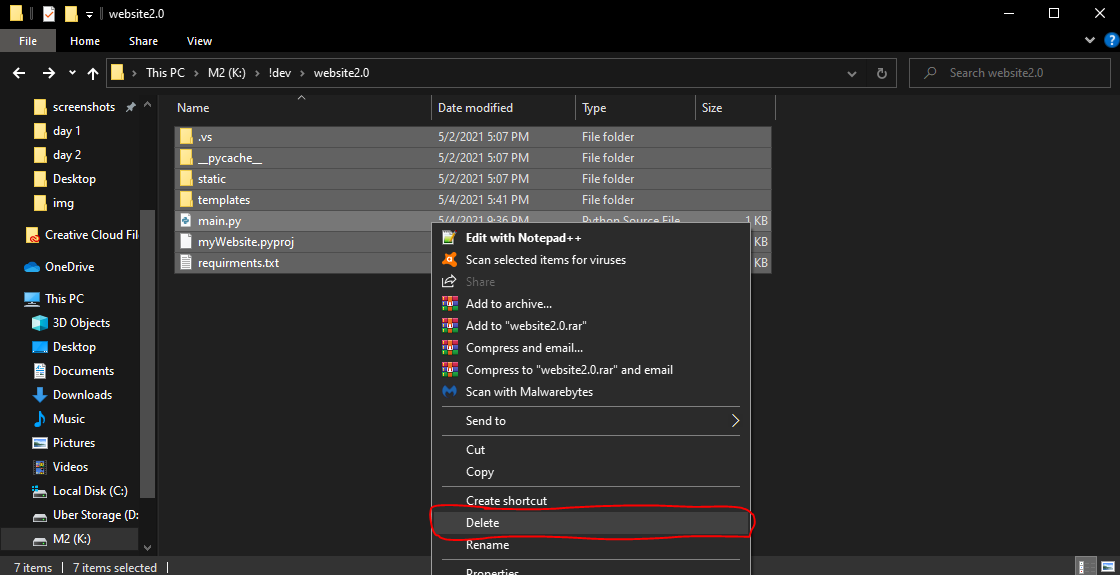 website2.0
File Home Share View
This PC > M2 (K:) > !dev > website2.0
Search website2.0
Name Date modified Type Size
screenshots
day 1
day 2
Desktop
img
Creative Cloud Fil
OneDrive
This PC
3D Objects
Desktop
Documents
Downloads
Music
Pictures
Videos
Local Disk (C:)
Uber Storage (D:
M2 (K:)
.vs 5/2/2021 5:07 PM File folder
__pycache__ 5/2/2021 5:07 PM File folder
static 5/2/2021 5:07 PM File folder
templates 5/4/2021 5:41 PM File folder
main.py 5/4/2021 9:36 PM Python Source File 1 KB
myWebsite.pyproj KB
requirments.txt KB
Edit with Notepad++
Scan selected items for viruses
Share
Add to archive...
Add to "website2.0.rar"
Compress and email...
Compress to "website2.0.rar" and email
Scan with Malwarebytes
Send to
Cut
Copy
Create shortcut
Delete
Rename
Properties
7 items 7 items selected